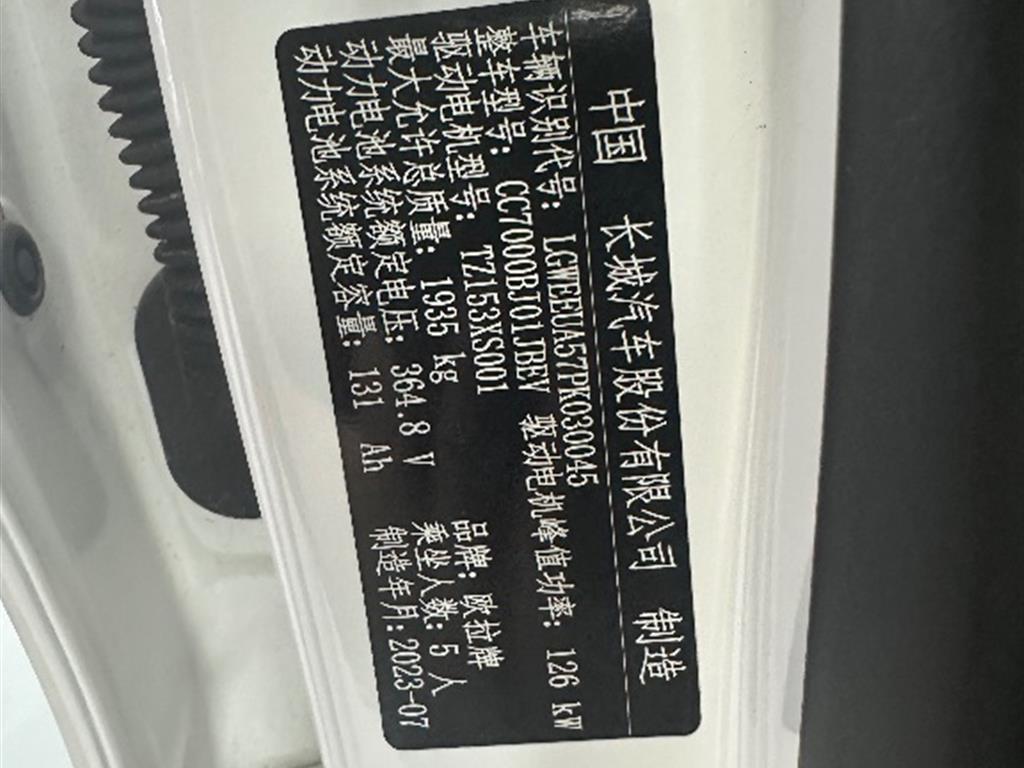 中国 长城汽车股份有限公司 制造
车辆识别代号: LGWEEUA57PK030045
整车型号: CC7000BJ01JBEV 驱动电机峰值功率: 126 kW
驱动电机型号: TZ153XS001 品牌: 欧拉牌
最大允许总质量: 1935 kg 乘坐人数: 5 人
动力电池系统额定电压: 364.8 V 制造年月: 2023-07
动力电池系统额定容量: 131 Ah